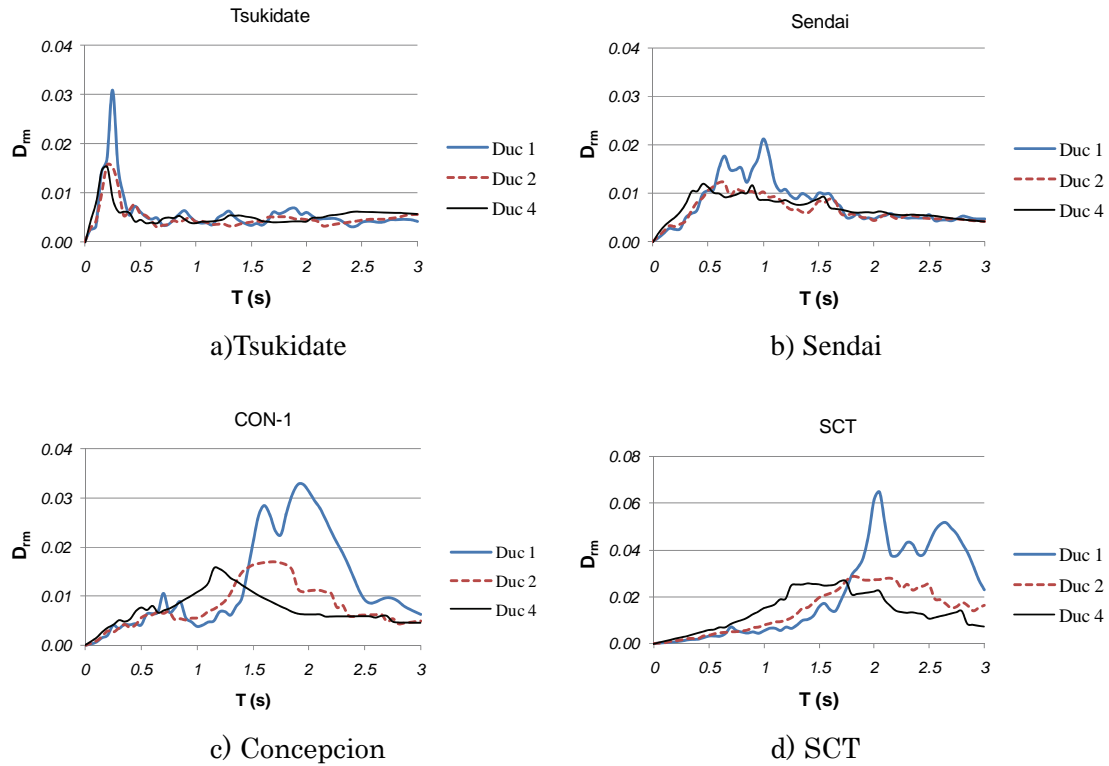 Tsukidate
0.04
0.03
0.02
0.01
0.00
Drm
0 0.5 1 1.5 2 2.5 3
T (s)
Duc 1
Duc 2
Duc 4
a)Tsukidate
Sendai
0.04
0.03
0.02
0.01
0.00
Drm
0 0.5 1 1.5 2 2.5 3
T (s)
Duc 1
Duc 2
Duc 4
b) Sendai
CON-1
0.04
0.03
0.02
0.01
0.00
Drm
0 0.5 1 1.5 2 2.5 3
T (s)
Duc 1
Duc 2
Duc 4
c) Concepcion
SCT
0.08
0.06
0.04
0.02
0.00
Drm
0 0.5 1 1.5 2 2.5 3
T (s)
Duc 1
Duc 2
Duc 4
d) SCT